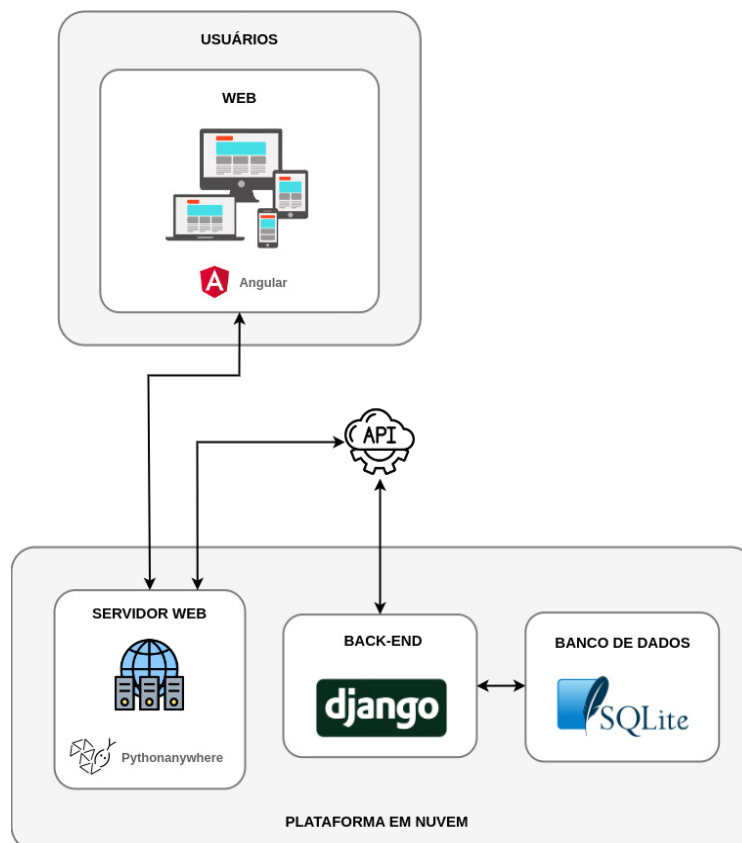 USUÁRIOS
WEB
Angular
API
SERVIDOR WEB
Pythonanywhere
BACK-END
django
BANCO DE DADOS
SQLite
PLATAFORMA EM NUVEM